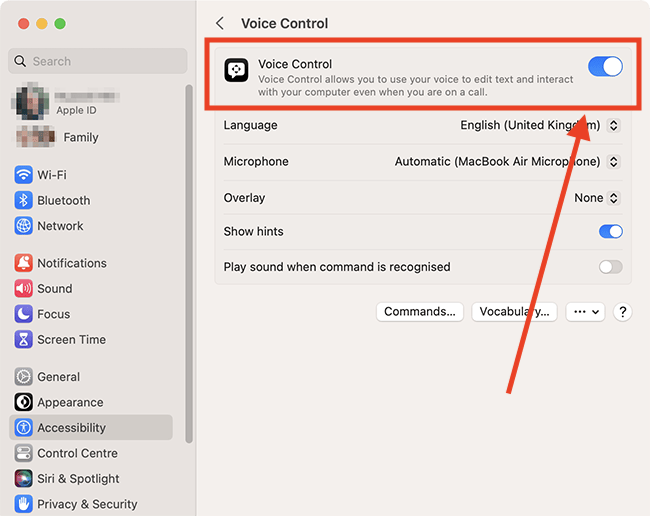 Voice Control
Search
Voice Control
Voice Control allows you to use your voice to edit text and interact
with your computer even when you are on a call.
Apple ID
Family
Language
English (United Kingdom)
Wi-Fi
Microphone
Automatic (MacBook Air Microphone)
Bluetooth
Overlay
None
Network
Show hints
Notifications
Play sound when command is recognised
Sound
Focus
Commands...
Vocabulary...
?
Screen Time
General
Appearance
Accessibility
Control Centre
Siri & Spotlight
Privacy & Security